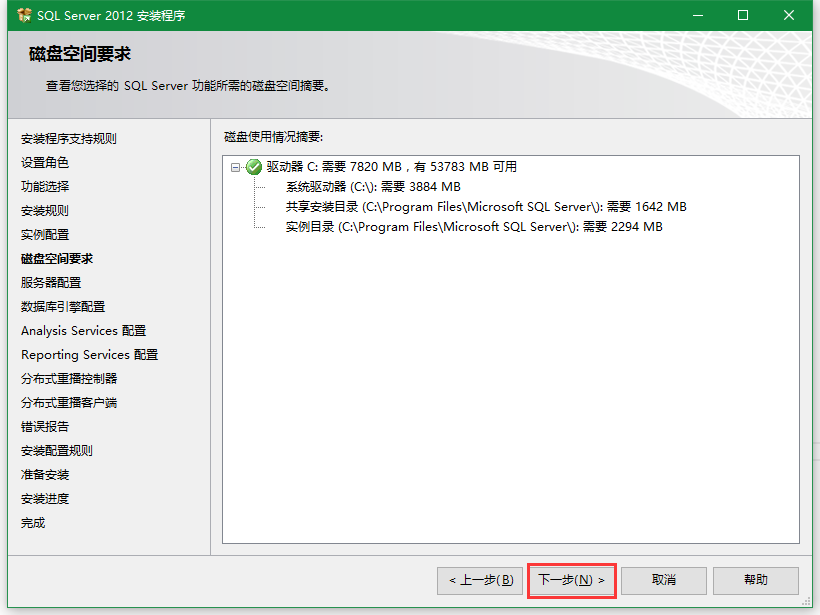 SQL Server 2012 安装程序
磁盘空间要求
查看您选择的 SQL Server 功能所需的磁盘空间摘要。
安装程序支持规则
设置角色
功能选择
安装规则
实例配置
磁盘空间要求
服务器配置
数据库引擎配置
Analysis Services 配置
Reporting Services 配置
分布式重播控制器
分布式重播客户端
错误报告
安装配置规则
准备安装
安装进度
完成
磁盘使用情况摘要:
驱动器 C: 需要 7820 MB，有 53783 MB 可用
系统驱动器 (C:\): 需要 3884 MB
共享安装目录 (C:\Program Files\Microsoft SQL Server\): 需要 1642 MB
实例目录 (C:\Program Files\Microsoft SQL Server\): 需要 2294 MB
< 上一步(B)
下一步(N) >
取消
帮助